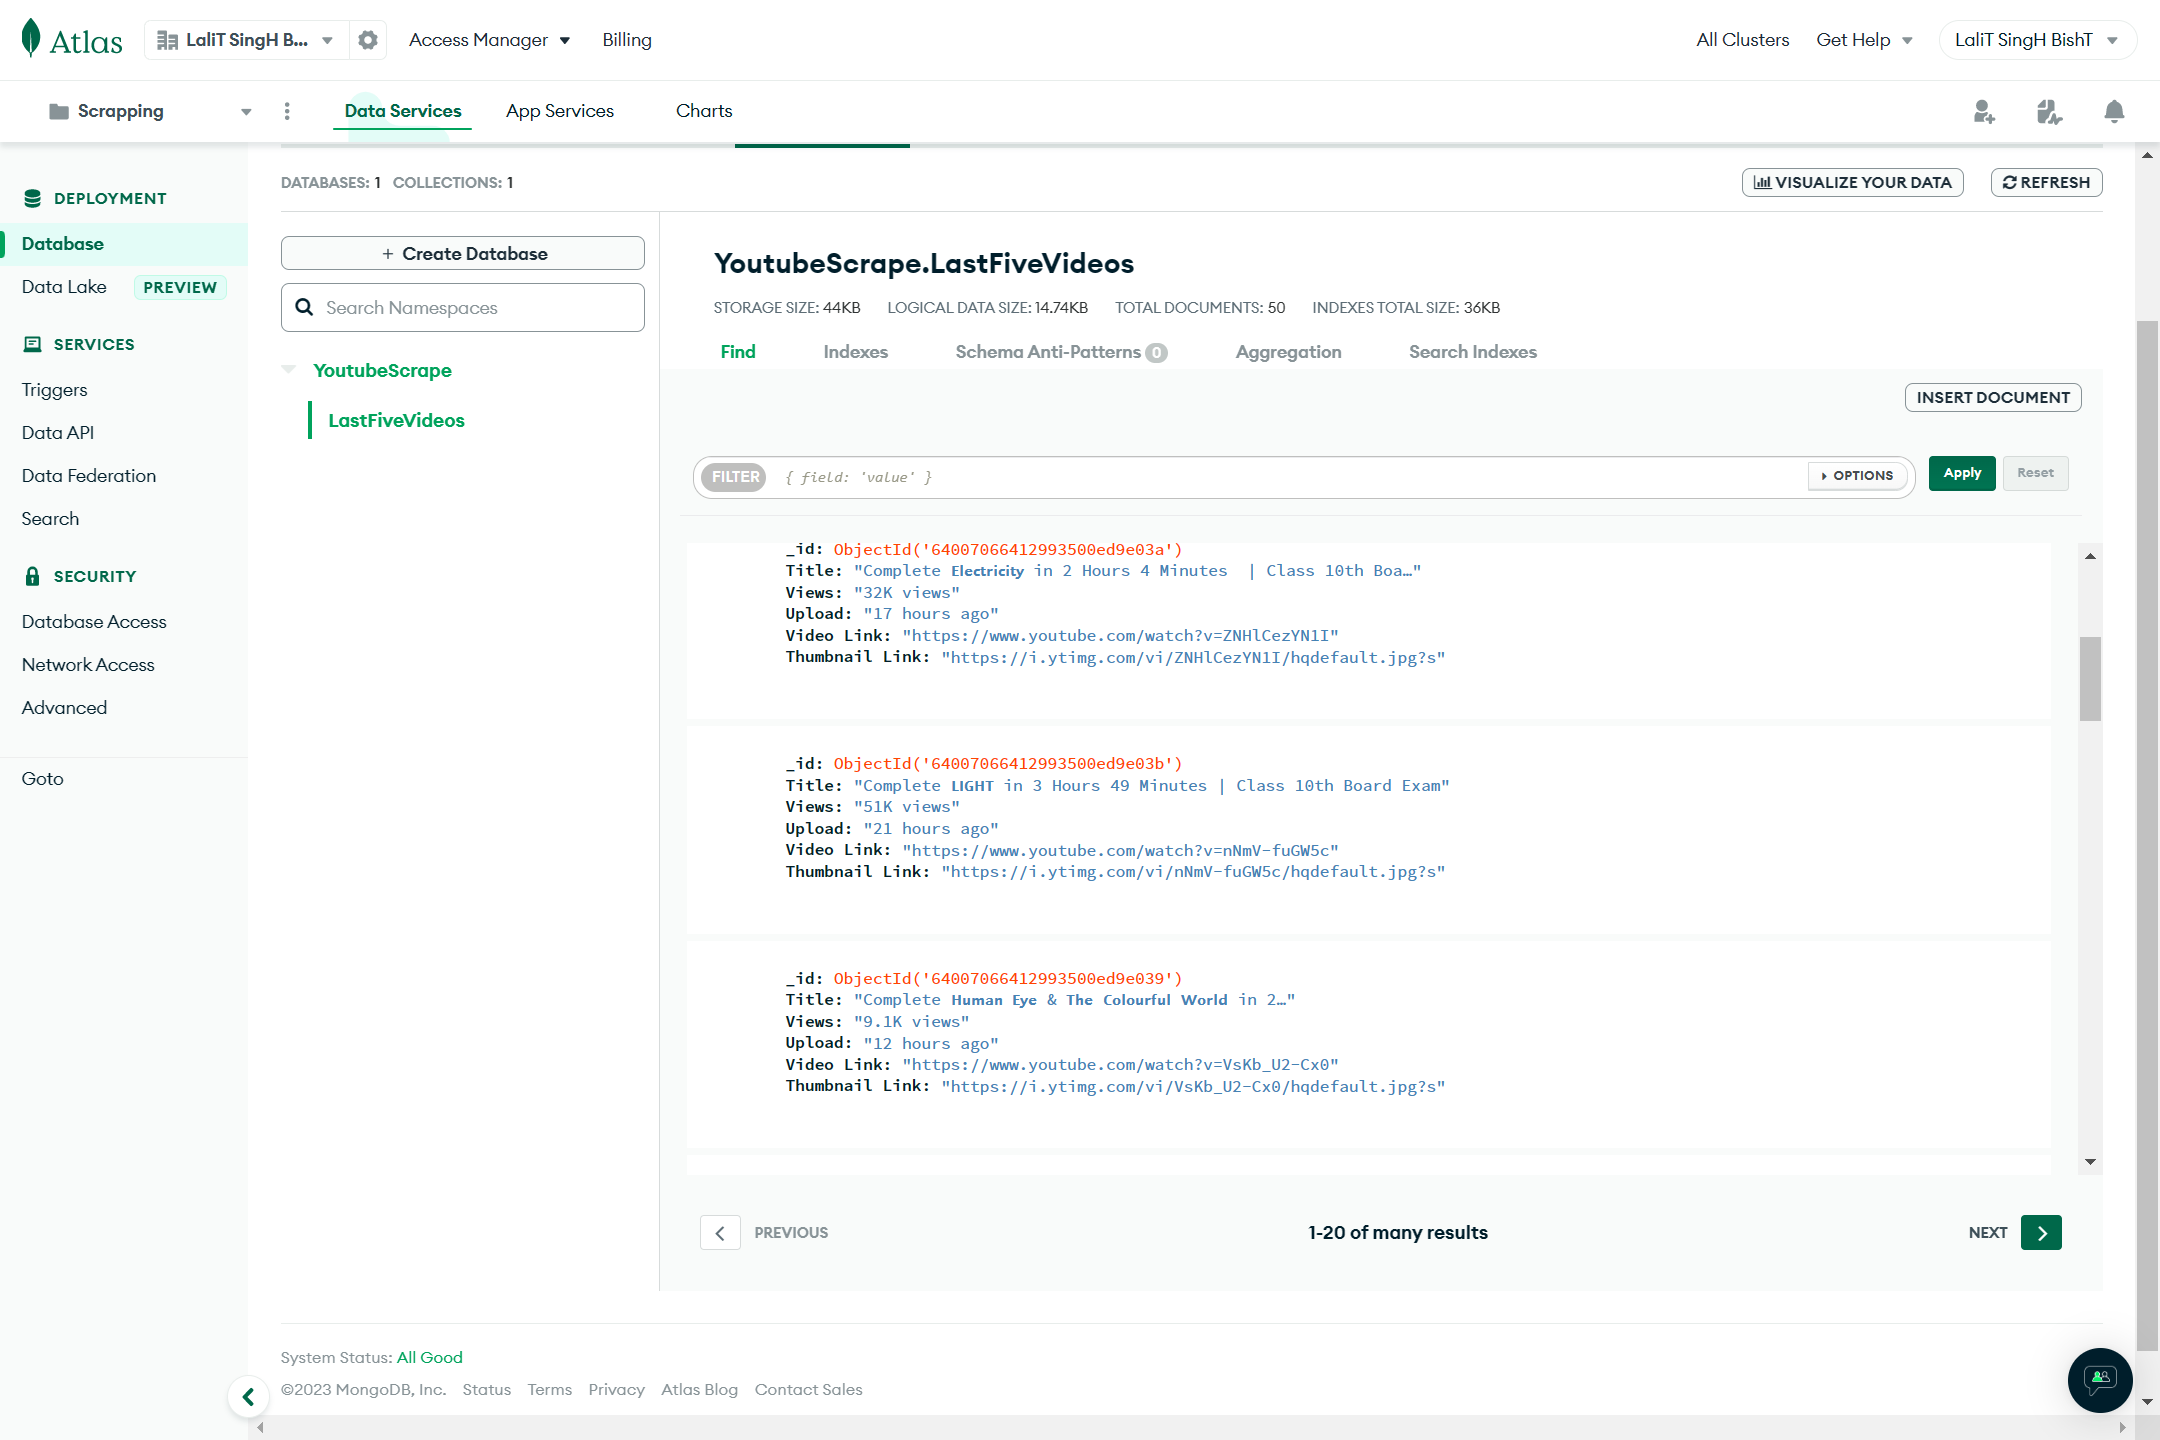 Atlas
LaliT SingH B...
Access Manager
Billing
All Clusters
Get Help
LaliT SingH BishT
Scrapping
Data Services
App Services
Charts
DEPLOYMENT
Database
Data Lake
PREVIEW
SERVICES
Triggers
Data API
Data Federation
Search
SECURITY
Database Access
Network Access
Advanced
Goto
DATABASES: 1 COLLECTIONS: 1
VISUALIZE YOUR DATA
REFRESH
+ Create Database
Search Namespaces
YoutubeScrape
LastFiveVideos
YoutubeScrape.LastFiveVideos
STORAGE SIZE: 44KB LOGICAL DATA SIZE: 14.74KB TOTAL DOCUMENTS: 50 INDEXES TOTAL SIZE: 36KB
Find
Indexes
Schema Anti-Patterns 0
Aggregation
Search Indexes
INSERT DOCUMENT
FILTER { field: 'value' }
OPTIONS
Apply
Reset
_id: ObjectId('64007066412993500ed9e03a')
Title: "Complete Electricity in 2 Hours 4 Minutes | Class 10th Boa…"
Views: "32K views"
Upload: "17 hours ago"
Video Link: "https://www.youtube.com/watch?v=ZNHlCezYN1I"
Thumbnail Link: "https://i.ytimg.com/vi/ZNHlCezYN1I/hqdefault.jpg?s"
_id: ObjectId('64007066412993500ed9e03b')
Title: "Complete LIGHT in 3 Hours 49 Minutes | Class 10th Board Exam"
Views: "51K views"
Upload: "21 hours ago"
Video Link: "https://www.youtube.com/watch?v=nNmV-fuGW5c"
Thumbnail Link: "https://i.ytimg.com/vi/nNmV-fuGW5c/hqdefault.jpg?s"
_id: ObjectId('64007066412993500ed9e039')
Title: "Complete Human Eye & The Colourful World in 2…"
Views: "9.1K views"
Upload: "12 hours ago"
Video Link: "https://www.youtube.com/watch?v=VsKb_U2-Cx0"
Thumbnail Link: "https://i.ytimg.com/vi/VsKb_U2-Cx0/hqdefault.jpg?s"
PREVIOUS
1-20 of many results
NEXT
System Status: All Good
©2023 MongoDB, Inc. Status Terms Privacy Atlas Blog Contact Sales